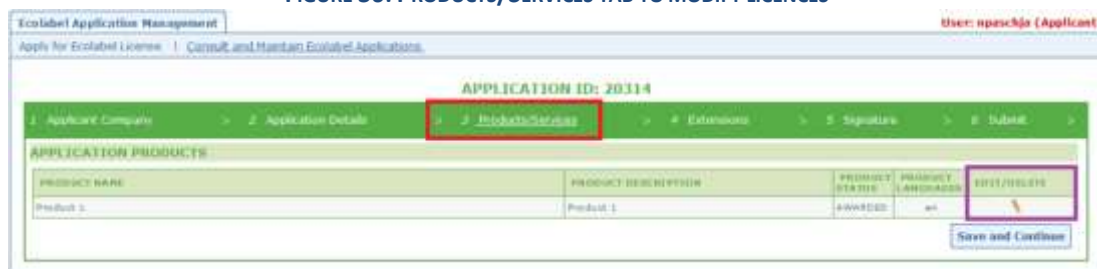 Ecolabel Application Management
User: npaschja (Applicant
Apply for Ecolabel License | Consult and Maintain Ecolabel Applications.
APPLICATION ID: 20314
1 Applicant Company > 2 Application Details > 3 Products/Services > 4 Extensions > 5 Signature > 6 Submit >
APPLICATION PRODUCTS
PRODUCT NAME PRODUCT DESCRIPTION PRODUCT STATUS PRODUCT LANGUAGES EDIT/DELETE
Product 1 Product 1 AWARDED en
Save and Continue